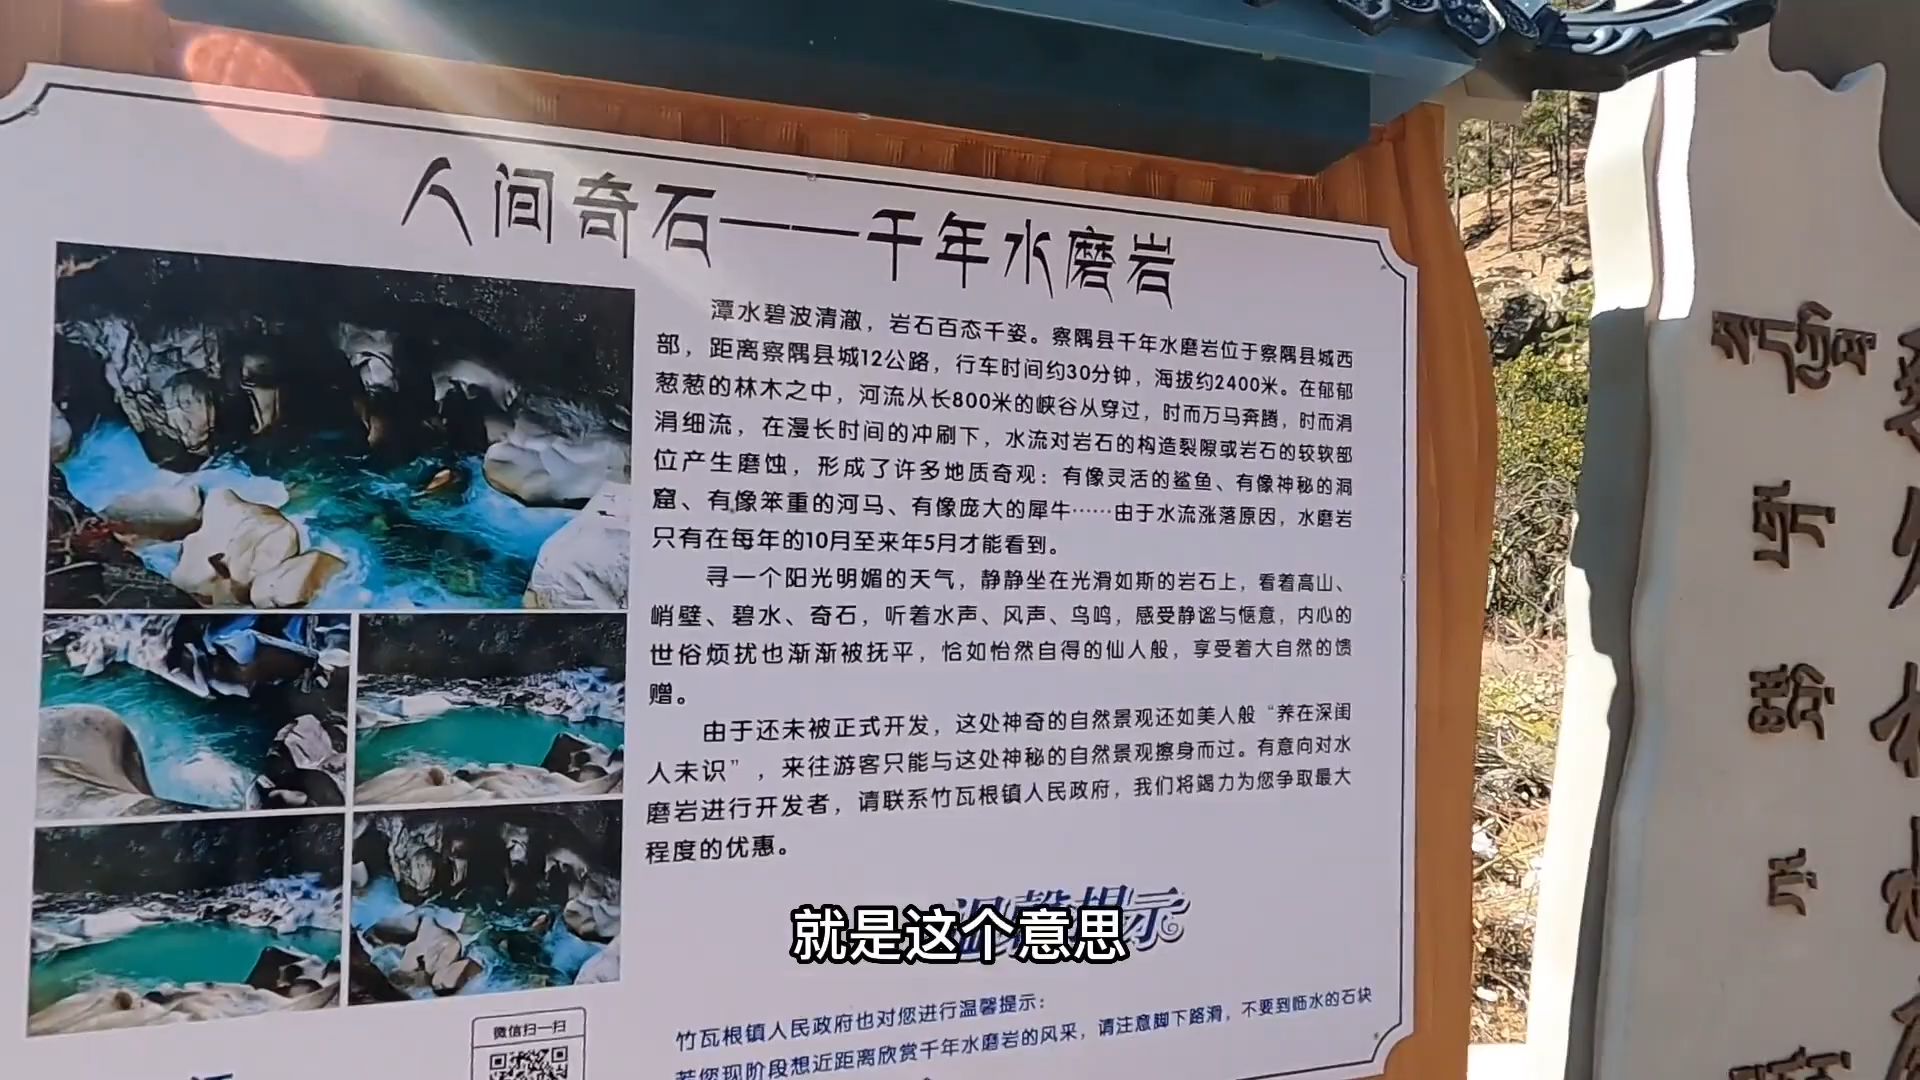 人间奇石——千年水磨岩
潭水碧波清澈，岩石百态千姿。察隅县千年水磨岩位于察隅县城西
部，距离察隅县城12公路，行车时间约30分钟，海拔约2400米。在郁郁
葱葱的林木之中，河流从长800米的峡谷从穿过，时而万马奔腾，时而涓
涓细流，在漫长时间的冲刷下，水流对岩石的构造裂隙或岩石的较软部
位产生磨蚀，形成了许多地质奇观：有像灵活的鲨鱼、有像神秘的洞
窟、有像笨重的河马、有像庞大的犀牛……由于水流涨落原因，水磨岩
只有在每年的10月至来年5月才能看到。
寻一个阳光明媚的天气，静静坐在光滑如斯的岩石上，看着高山、
峭壁、碧水、奇石，听着水声、风声、鸟鸣，感受静谧与惬意，内心的
世俗烦扰也渐渐被抚平，恰如怡然自得的仙人般，享受着大自然的馈
赠。
由于还未被正式开发，这处神奇的自然景观还如美人般“养在深闺
人未识”，来往游客只能与这处神秘的自然景观擦身而过。有意向对水
磨岩进行开发者，请联系竹瓦根镇人民政府，我们将竭力为您争取最大
程度的优惠。
温馨提示
就是这个意思
竹瓦根镇人民政府也对您进行温馨提示：
若您现阶段想近距离欣赏千年水磨岩的风采，请注意脚下路滑，不要到临水的石块
微信扫一扫